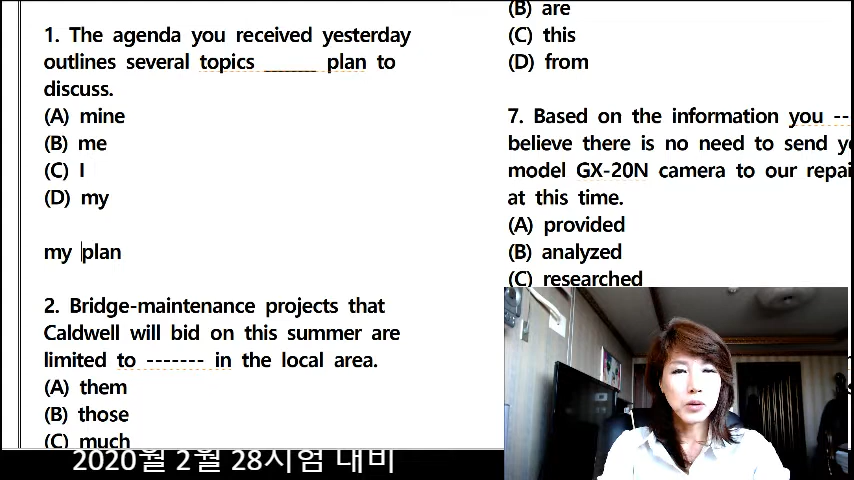 1. The agenda you received yesterday
outlines several topics ______ plan to
discuss.
(A) mine
(B) me
(C) I
(D) my
my plan
2. Bridge-maintenance projects that
Caldwell will bid on this summer are
limited to ------- in the local area.
(A) them
(B) those
(C) much
(B) are
(C) this
(D) from
7. Based on the information you --
believe there is no need to send
model GX-20N camera to our
at this time.
(A) provided
(B) analyzed
(C) researched
2020월 2월 28시험 대비